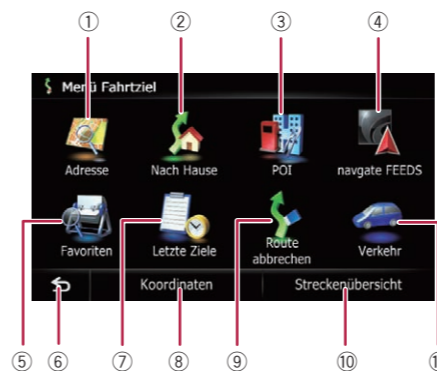 ① ② ③ ④
Menü Fahrtziel
Adresse Nach Hause POI navgate FEEDS
Favoriten Letzte Ziele Route abbrechen Verkehr
Koordinaten Streckenübersicht
⑤ ⑥ ⑦ ⑧ ⑨ ⑩